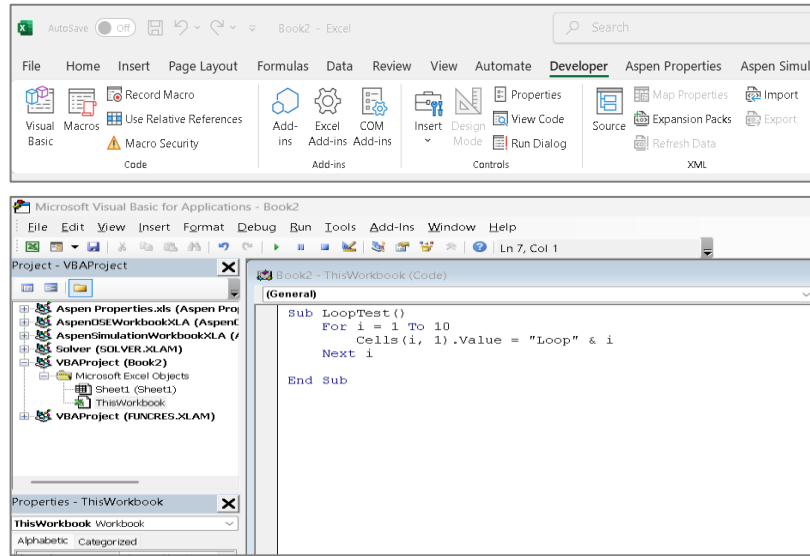 AutoSave Off Book2 - Excel Search
File Home Insert Page Layout Formulas Data Review View Automate Developer Aspen Properties Aspen Simul
Visual Basic
Macros
Record Macro
Use Relative References
Macro Security
Code
Add-ins
Excel Add-ins
COM Add-ins
Add-ins
Insert
Design Mode
Properties
View Code
Run Dialog
Controls
Source
Map Properties
Expansion Packs
Refresh Data
Import
Export
XML
Microsoft Visual Basic for Applications - Book2
File Edit View Insert Format Debug Run Tools Add-Ins Window Help
Ln 7, Col 1
Project - VBAProject
Aspen Properties.xls (Aspen Pro
AspenOSEWorkbookXLA (Aspen
AspenSimulationWorkbookXLA (
Solver (SOLVER.XLAM)
VBAProject (Book2)
Microsoft Excel Objects
Sheet1 (Sheet1)
ThisWorkbook
VBAProject (FUNCRES.XLAM)
Properties - ThisWorkbook
ThisWorkbook Workbook
Alphabetic Categorized
Book2 - ThisWorkbook (Code)
(General)
Sub LoopTest()
For i = 1 To 10
Cells(i, 1).Value = "Loop" & i
Next i
End Sub